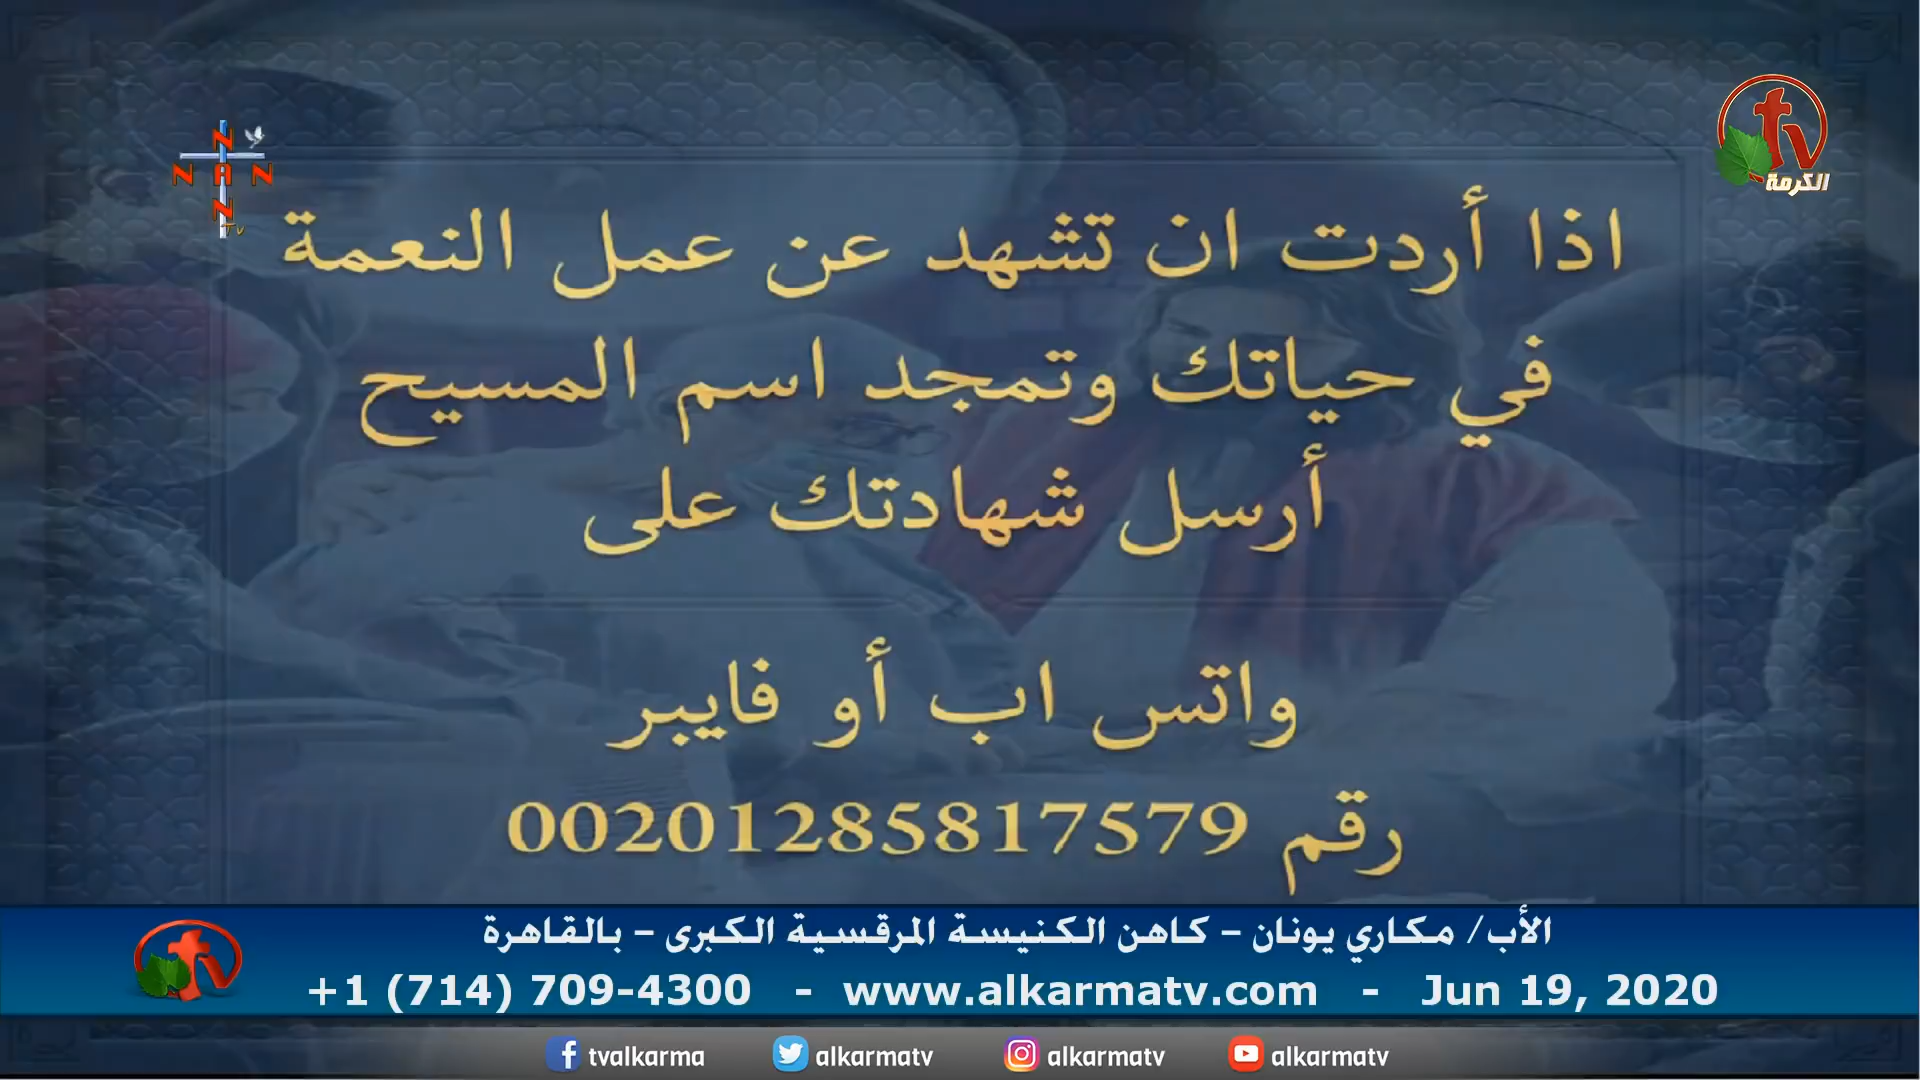 N
N A N
N
Tv
tv
الكرمة
اذا أردت ان تشهد عن عمل النعمة
في حياتك وتمجد اسم المسيح
أرسل شهادتك على
واتس اب أو فايبر
رقم 00201285817579
الأب/ مكاري يونان – كاهن الكنيسة المرقسية الكبرى – بالقاهرة
tv
+1 (714) 709-4300 - www.alkarmatv.com - Jun 19, 2020
tvalkarma alkarmatv alkarmatv alkarmatv